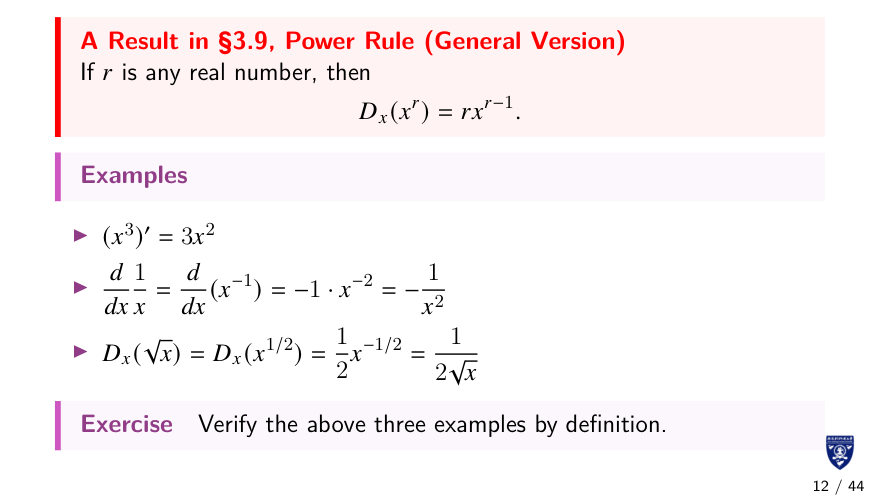 A Result in §3.9, Power Rule (General Version)
If r is any real number, then
Dₓ(xʳ) = rxʳ⁻¹.
Examples
▶ (x³)′ = 3x²
▶ d/dx 1/x = d/dx (x⁻¹) = −1 · x⁻² = −1/x²
▶ Dₓ(√x) = Dₓ(x¹/²) = 1/2 x⁻¹/² = 1/(2√x)
Exercise Verify the above three examples by definition.
12 / 44